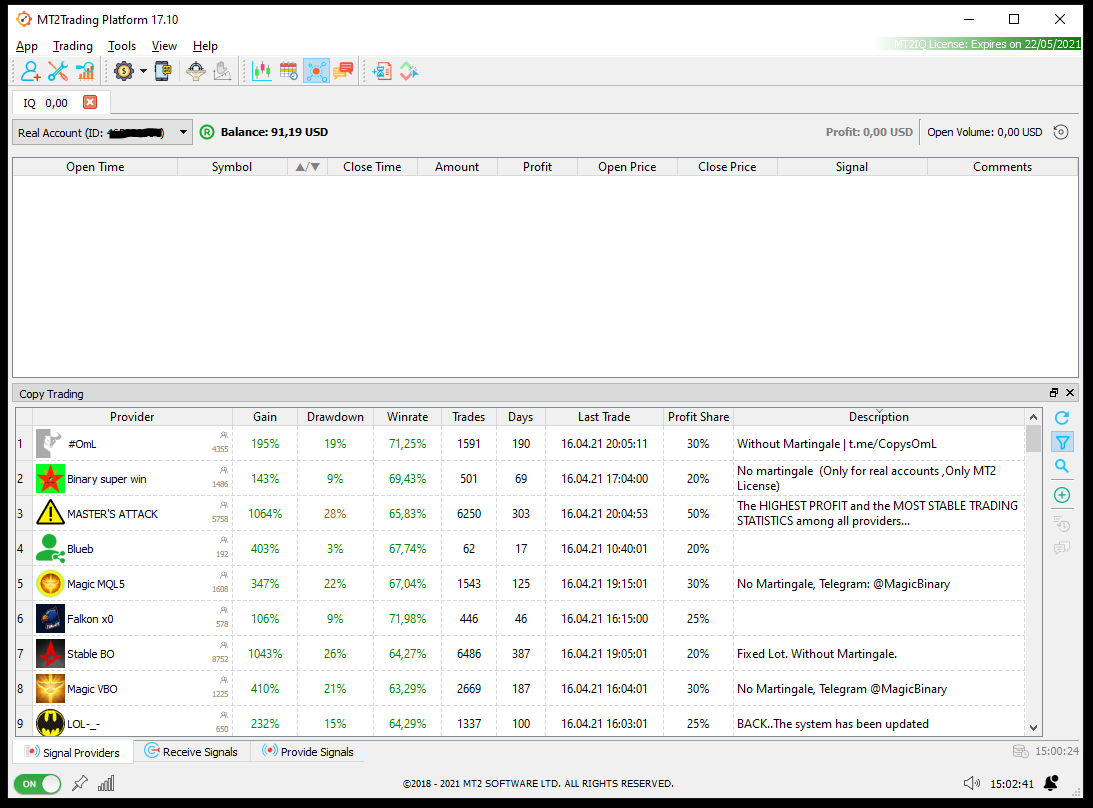 MT2Trading Platform 17.10
App Trading Tools View Help
MT2IQ License: Expires on 22/05/2021
IQ 0,00
Real Account (ID: ) R Balance: 91,19 USD Profit: 0,00 USD Open Volume: 0,00 USD
Open Time Symbol ▲/▼ Close Time Amount Profit Open Price Close Price Signal Comments
Copy Trading
Provider Gain Drawdown Winrate Trades Days Last Trade Profit Share Description
1 #OmL 4355 195% 19% 71,25% 1591 190 16.04.21 20:05:11 30% Without Martingale | t.me/CopysOmL
2 Binary super win 1486 143% 9% 69,43% 501 69 16.04.21 17:04:00 20% No martingale (Only for real accounts ,Only MT2
License)
3 MASTER'S ATTACK 5758 1064% 28% 65,83% 6250 303 16.04.21 20:04:53 50% The HIGHEST PROFIT and the MOST STABLE TRADING
STATISTICS among all providers...
4 Blueb 192 403% 3% 67,74% 62 17 16.04.21 10:40:01 20%
5 Magic MQL5 1608 347% 22% 67,04% 1543 125 16.04.21 19:15:01 30% No Martingale, Telegram: @MagicBinary
6 Falkon x0 578 106% 9% 71,98% 446 46 16.04.21 16:15:00 25%
7 Stable BO 8752 1043% 26% 64,27% 6486 387 16.04.21 19:05:01 20% Fixed Lot. Without Martingale.
8 Magic VBO 1225 410% 21% 63,29% 2669 187 16.04.21 16:04:01 30% No Martingale, Telegram @MagicBinary
9 LOL-_- 650 232% 15% 64,29% 1337 100 16.04.21 16:03:01 25% BACK..The system has been updated
Signal Providers Receive Signals Provide Signals 15:00:24
ON ©2018 - 2021 MT2 SOFTWARE LTD. ALL RIGHTS RESERVED. 15:02:41